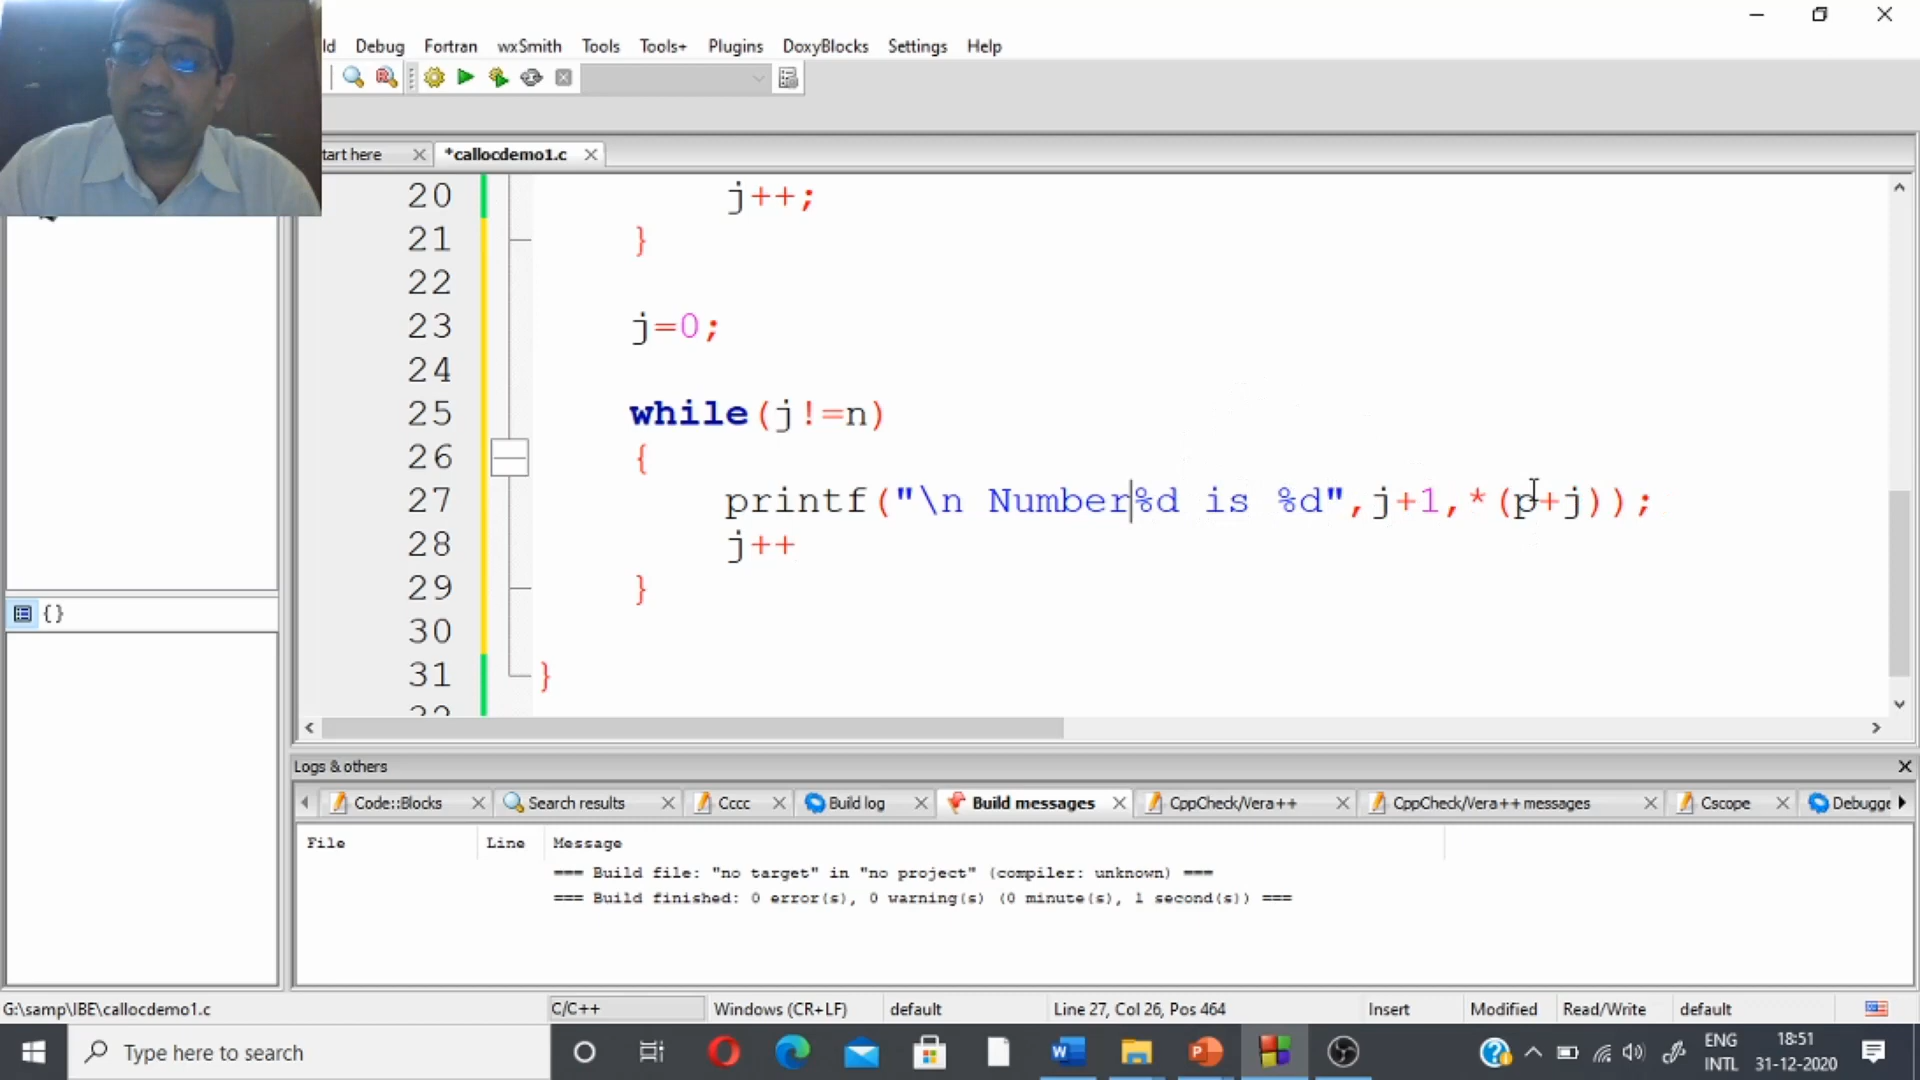 ld Debug Fortran wxSmith Tools Tools+ Plugins DoxyBlocks Settings Help
tart here *callocdemo1.c
20 j++;
21 }
22
23 j=0;
24
25 while(j!=n)
26 {
27 printf("\n Number%d is %d",j+1,*(p+j));
28 j++
29 }
30
31 }
32
{}
Logs & others
Code::Blocks Search results Cccc Build log Build messages CppCheck/Vera++ CppCheck/Vera++ messages Cscope Debugge
File Line Message
=== Build file: "no target" in "no project" (compiler: unknown) ===
=== Build finished: 0 error(s), 0 warning(s) (0 minute(s), 1 second(s)) ===
G:\samp\IBE\callocdemo1.c C/C++ Windows (CR+LF) default Line 27, Col 26, Pos 464 Insert Modified Read/Write default
Type here to search
ENG 18:51
INTL 31-12-2020